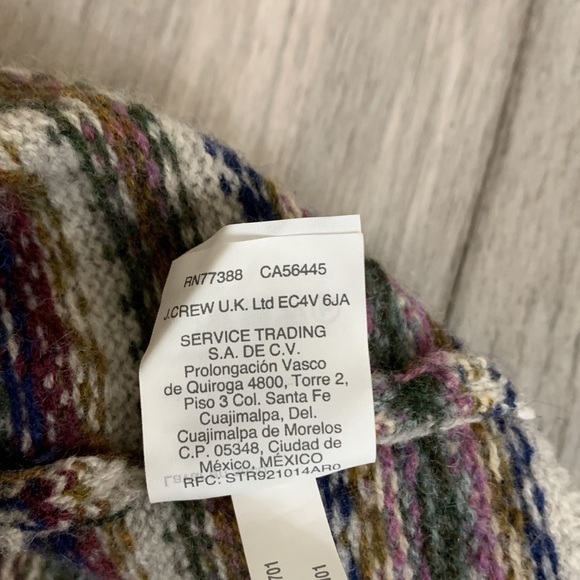 RN77388 CA56445
J.CREW U.K. Ltd EC4V 6JA
SERVICE TRADING
S.A. DE C.V.
Prolongación Vasco
de Quiroga 4800, Torre 2,
Piso 3 Col. Santa Fe
Cuajimalpa, Del.
Cuajimalpa de Morelos
C.P. 05348, Ciudad de
México, MÉXICO
RFC: STR921014AR0